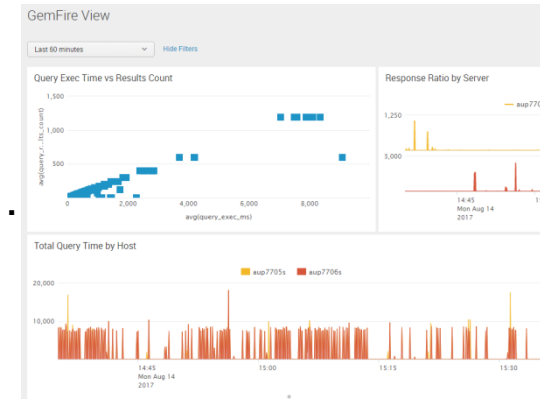 GemFire View
Last 60 minutes
Hide Filters
Query Exec Time vs Results Count
1,500
1,000
500
avg(query_r...lts_count)
0 2,000 4,000 6,000 8,000
avg(query_exec_ms)
Response Ratio by Server
aup770
1,250
3,000
14:45
Mon Aug 14
2017
Total Query Time by Host
aup7705s aup7706s
20,000
10,000
14:45 15:00 15:15 15:30
Mon Aug 14
2017